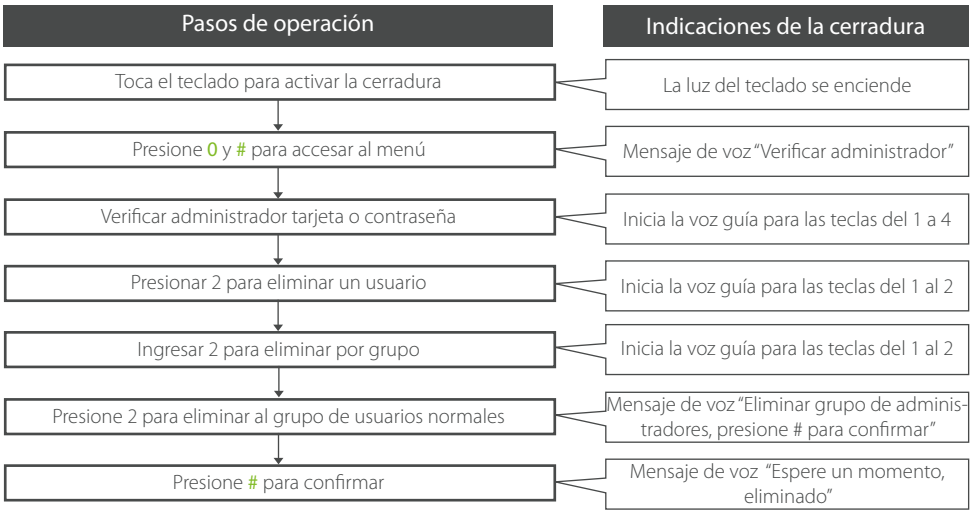 Pasos de operación
Indicaciones de la cerradura
Toca el teclado para activar la cerradura
La luz del teclado se enciende
Presione 0 y # para accesar al menú
Mensaje de voz “Verificar administrador”
Verificar administrador tarjeta o contraseña
Inicia la voz guía para las teclas del 1 a 4
Presionar 2 para eliminar un usuario
Inicia la voz guía para las teclas del 1 al 2
Ingresar 2 para eliminar por grupo
Inicia la voz guía para las teclas del 1 al 2
Presione 2 para eliminar al grupo de usuarios normales
Mensaje de voz “Eliminar grupo de adminis-
tradores, presione # para confirmar”
Presione # para confirmar
Mensaje de voz “Espere un momento,
eliminado”